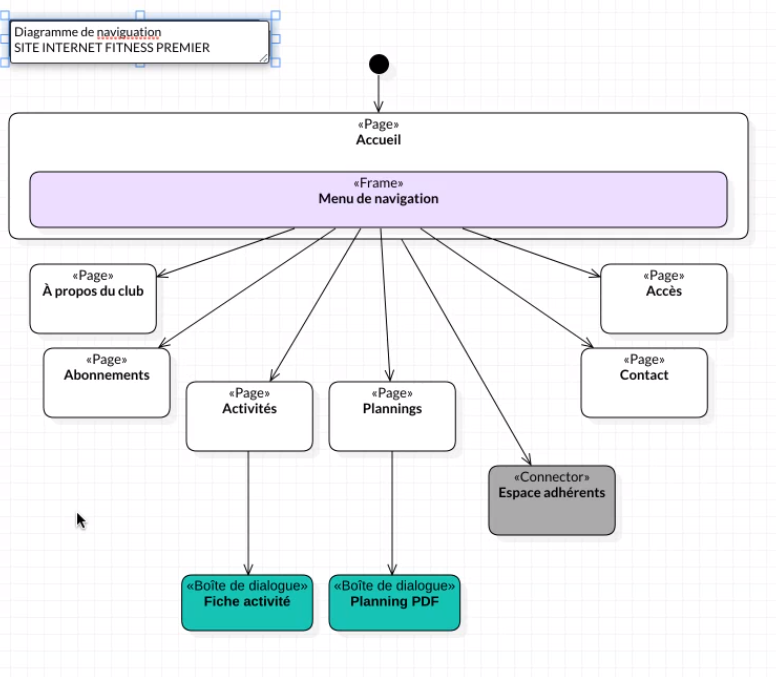 Diagramme de naviguation
SITE INTERNET FITNESS PREMIER
«Page»
Accueil
«Frame»
Menu de navigation
«Page»
À propos du club
«Page»
Accès
«Page»
Abonnements
«Page»
Contact
«Page»
Activités
«Page»
Plannings
«Connector»
Espace adhérents
«Boîte de dialogue»
Fiche activité
«Boîte de dialogue»
Planning PDF